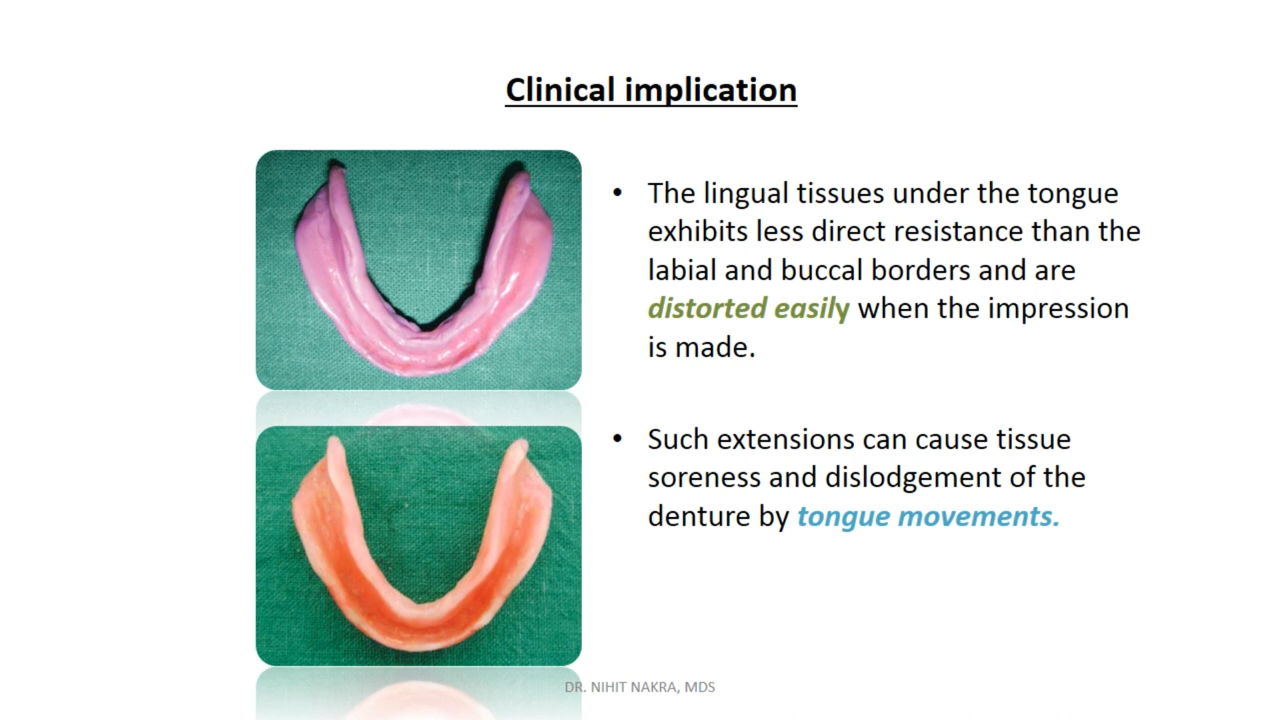 Clinical implication
• The lingual tissues under the tongue
exhibits less direct resistance than the
labial and buccal borders and are
distorted easily when the impression
is made.
• Such extensions can cause tissue
soreness and dislodgement of the
denture by tongue movements.
DR. NIHIT NAKRA, MDS